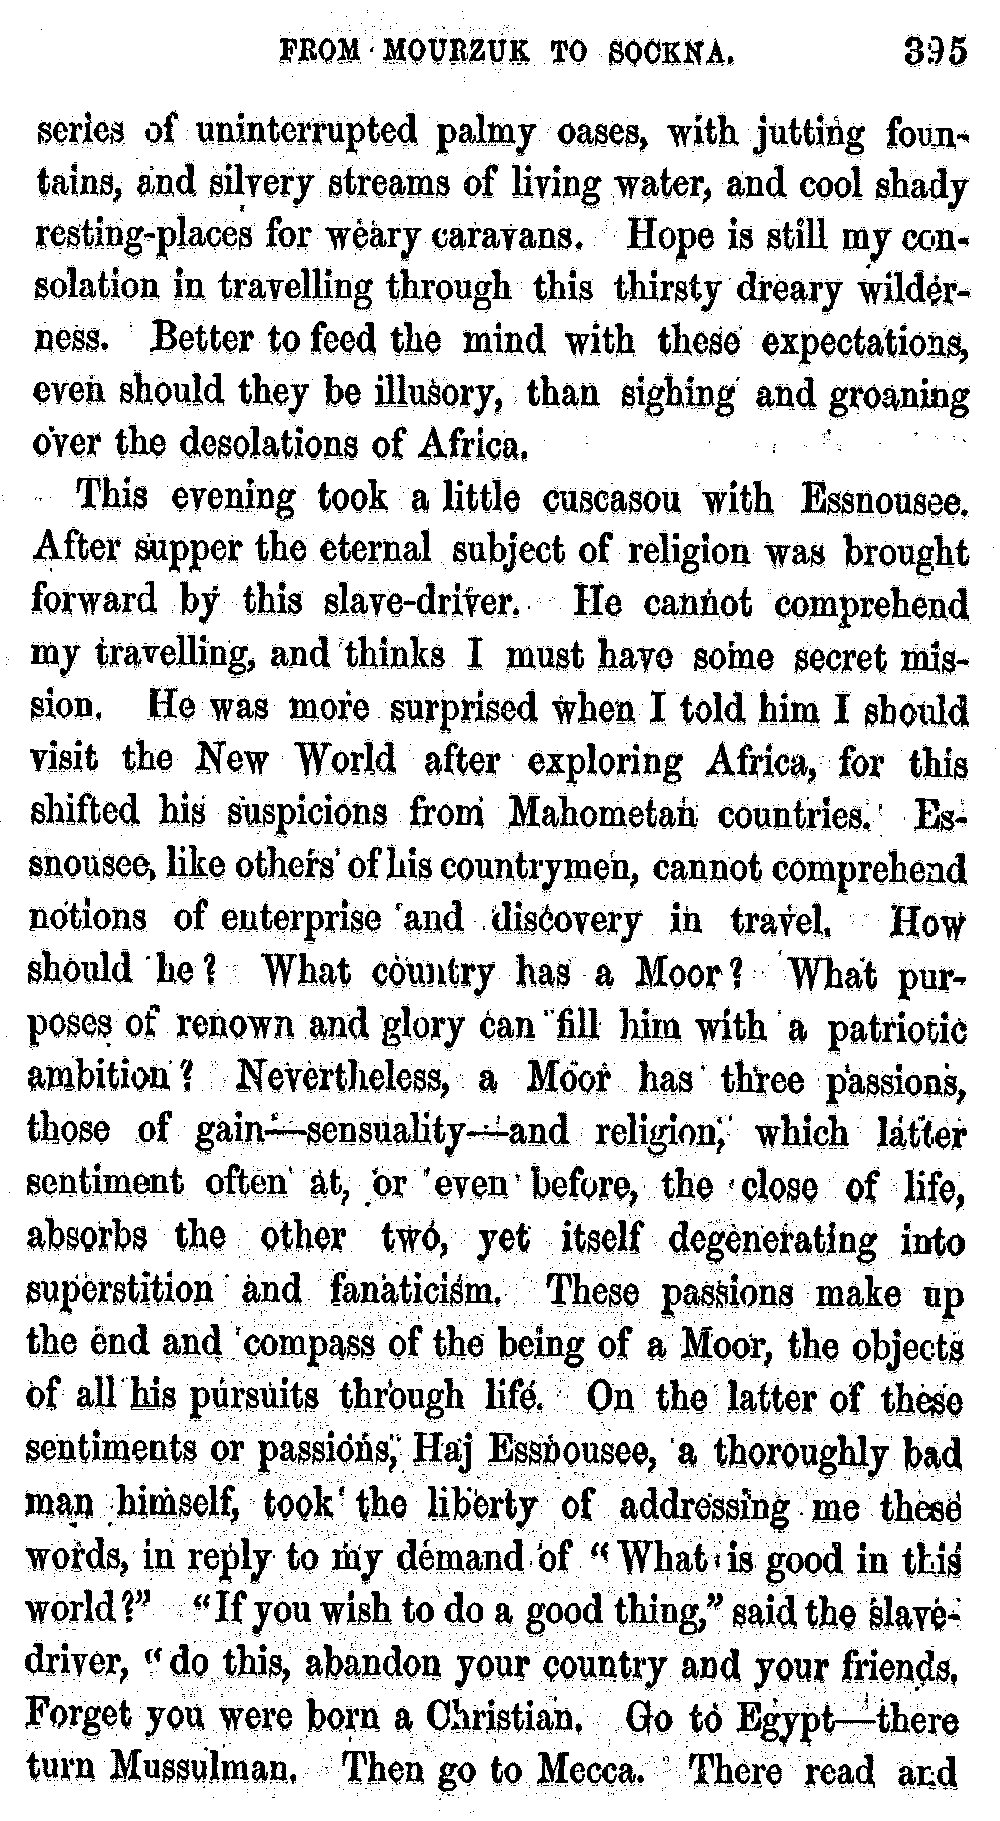 FROM MOURZUK TO SOCKNA. 395
series of uninterrupted palmy oases, with jutting foun-
tains, and silvery streams of living water, and cool shady
resting-places for weary caravans. Hope is still my con-
solation in travelling through this thirsty dreary wilder-
ness. Better to feed the mind with these expectations,
even should they be illusory, than sighing and groaning
over the desolations of Africa.
This evening took a little cuscasou with Essnousee.
After supper the eternal subject of religion was brought
forward by this slave-driver. He cannot comprehend
my travelling, and thinks I must have some secret mis-
sion. He was more surprised when I told him I should
visit the New World after exploring Africa, for this
shifted his suspicions from Mahometan countries. Es-
snousee, like others of his countrymen, cannot comprehend
notions of enterprise and discovery in travel. How
should he? What country has a Moor? What pur-
poses of renown and glory can fill him with a patriotic
ambition? Nevertheless, a Moor has three passions,
those of gain—sensuality—and religion, which latter
sentiment often at, or even before, the close of life,
absorbs the other two, yet itself degenerating into
superstition and fanaticism. These passions make up
the end and compass of the being of a Moor, the objects
of all his pursuits through life. On the latter of these
sentiments or passions, Haj Essnousee, a thoroughly bad
man himself, took the liberty of addressing me these
words, in reply to my demand of "What is good in this
world?" "If you wish to do a good thing," said the slave-
driver, "do this, abandon your country and your friends.
Forget you were born a Christian. Go to Egypt—there
turn Mussulman. Then go to Mecca. There read and